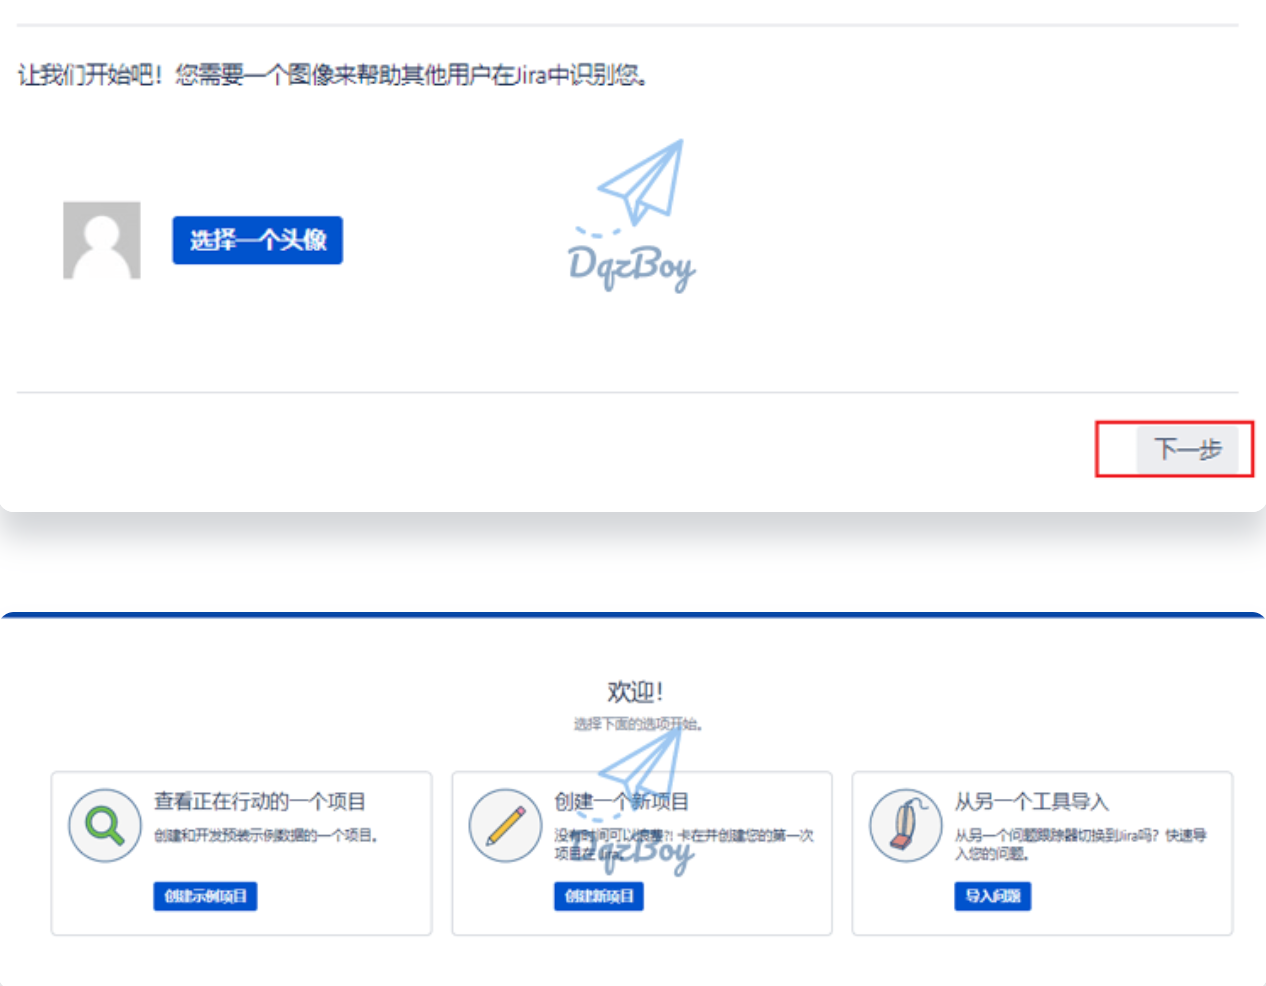 让我们开始吧！您需要一个图像来帮助其他用户在Jira中识别您。
选择一个头像
DqzBoy
下一步
欢迎！
选择下面的选项开始。
查看正在行动的一个项目
创建和开发预装示例数据的一个项目。
创建示例项目
创建一个新项目
没有时间可以浪费?! 卡在并创建您的第一次
项目在 Jira。
DqzBoy
创建新项目
从另一个工具导入
从另一个问题跟踪器切换到Jira吗？快速导
入您的问题。
导入问题